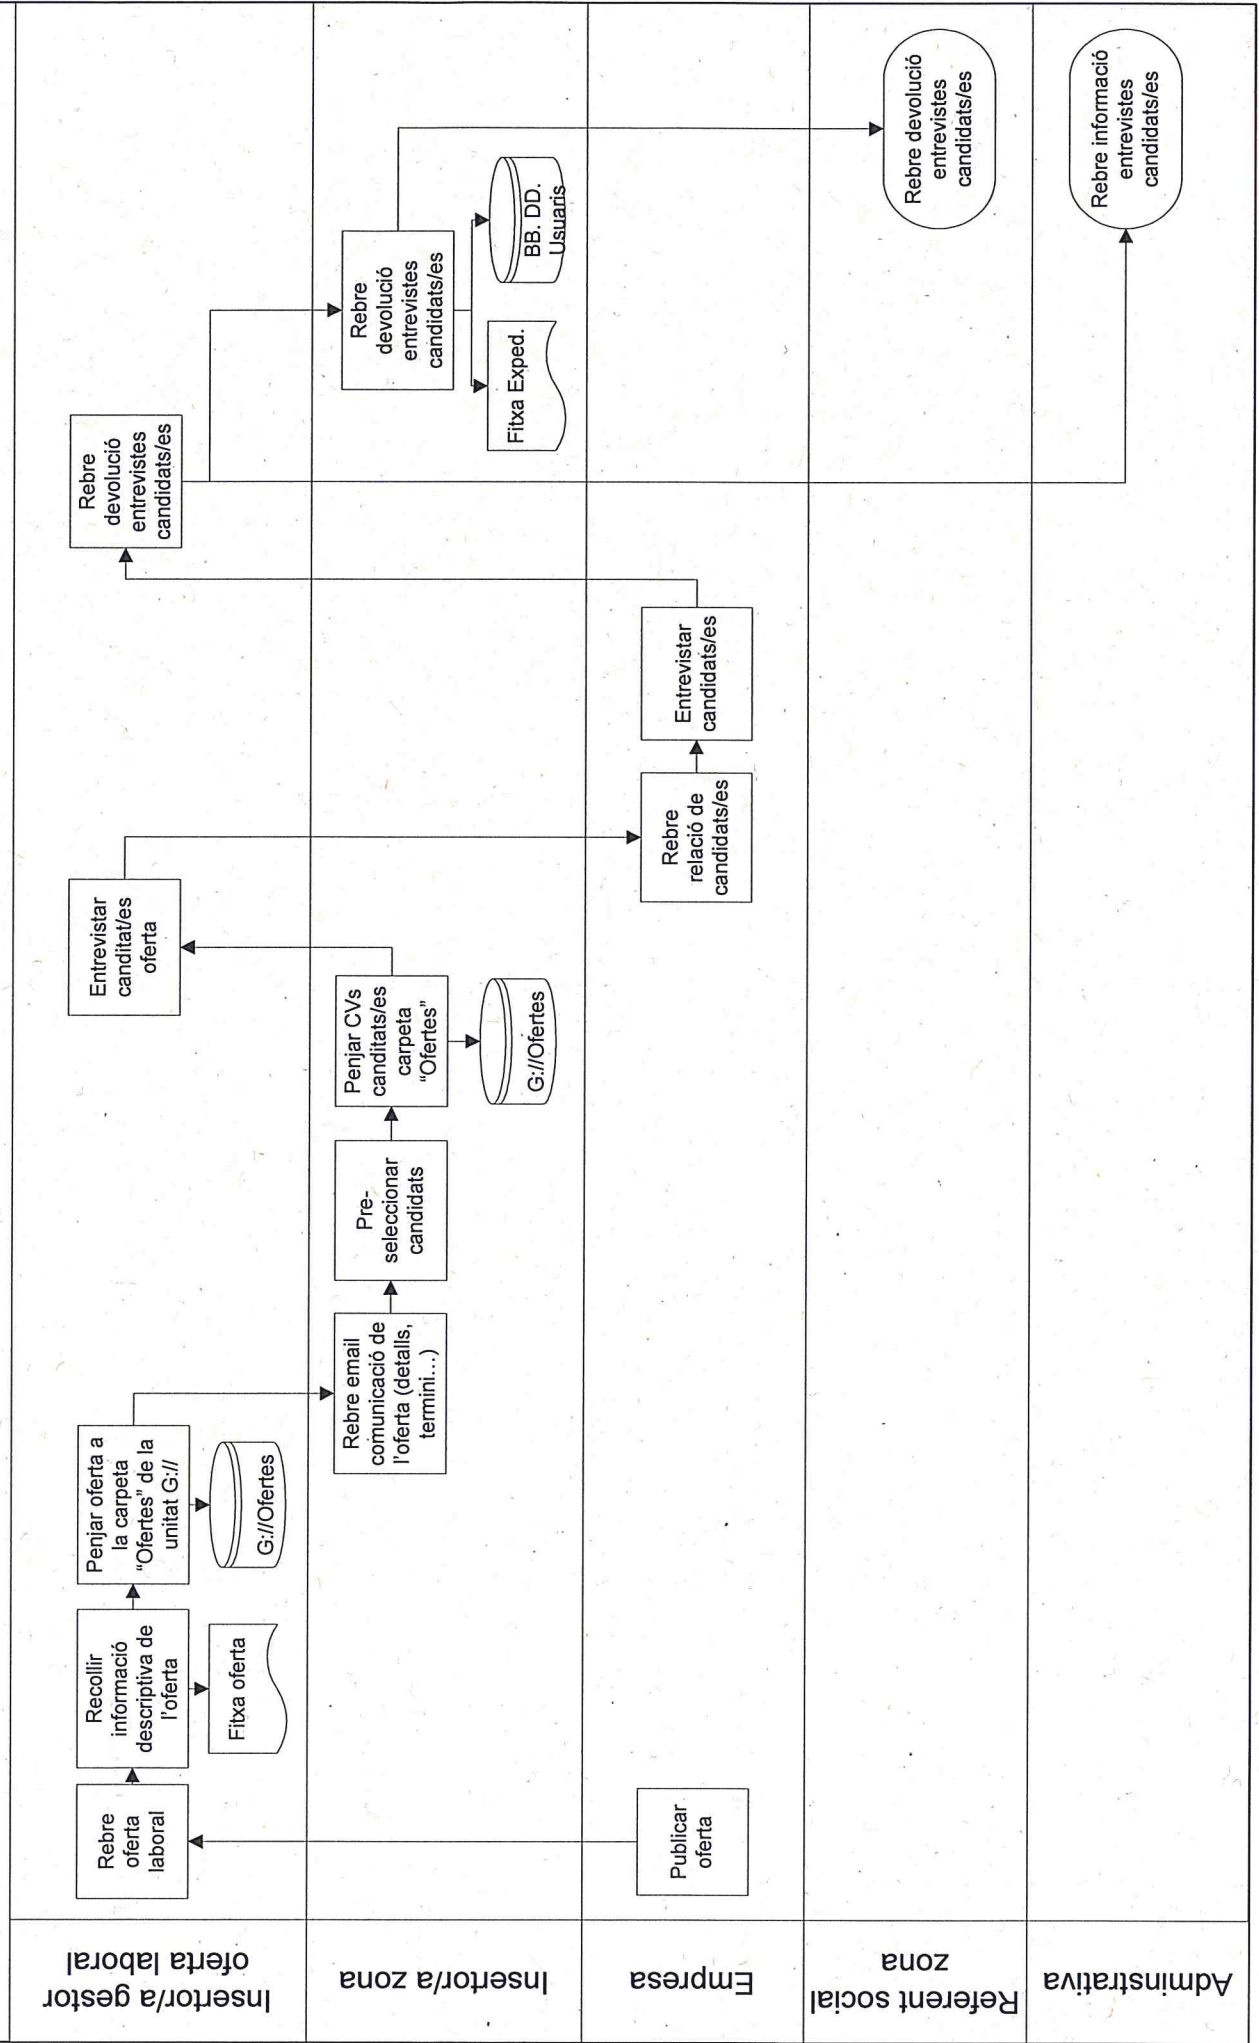 Insertor/a gestor
oferta laboral
Rebre
oferta
laboral
Recollir
informació
descriptiva de
l'oferta
Fitxa oferta
Penjar oferta a
la carpeta
“Ofertes” de la
unitat G://
G://Ofertes
Entrevistar
canditat/es
oferta
Rebre
devolució
entrevistes
candidats/es
Insertor/a zona
Rebre email
comunicació de
l'oferta (detalls,
termini...)
Pre-
seleccionar
candidats
Penjar CVs
canditats/es
carpeta
“Ofertes”
G://Ofertes
Rebre
devolució
entrevistes
candidats/es
Fitxa Exped.
BB. DD.
Usuaris
Empresa
Publicar
oferta
Rebre
relació de
candidats/es
Entrevistar
candidats/es
Referent social
zona
Rebre devolució
entrevistes
candidats/es
Adminstrativa
Rebre informació
entrevistes
candidats/es